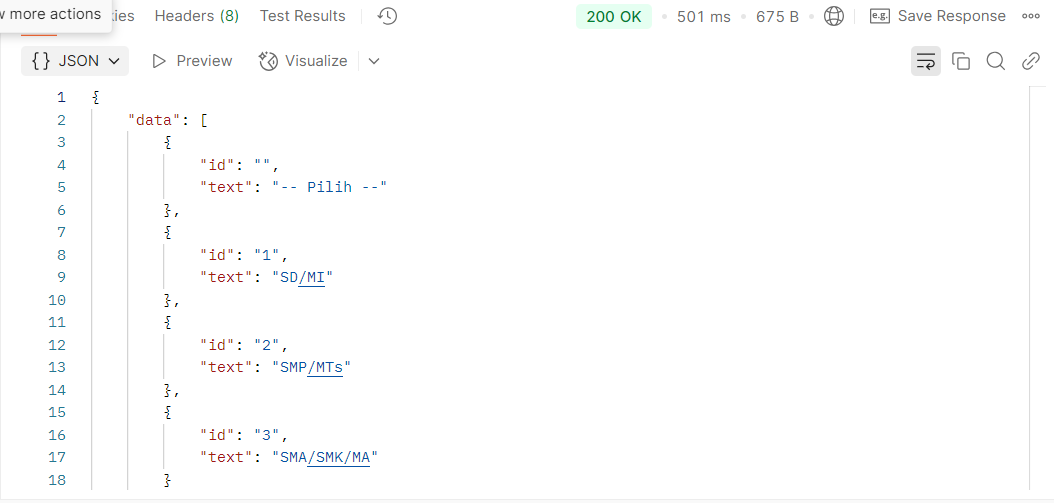 w more actions
ies Headers (8) Test Results 200 OK 501 ms 675 B e.g. Save Response
{} JSON Preview Visualize
1 {
2 "data": [
3 {
4 "id": "",
5 "text": "-- Pilih --"
6 },
7 {
8 "id": "1",
9 "text": "SD/MI"
10 },
11 {
12 "id": "2",
13 "text": "SMP/MTs"
14 },
15 {
16 "id": "3",
17 "text": "SMA/SMK/MA"
18 }